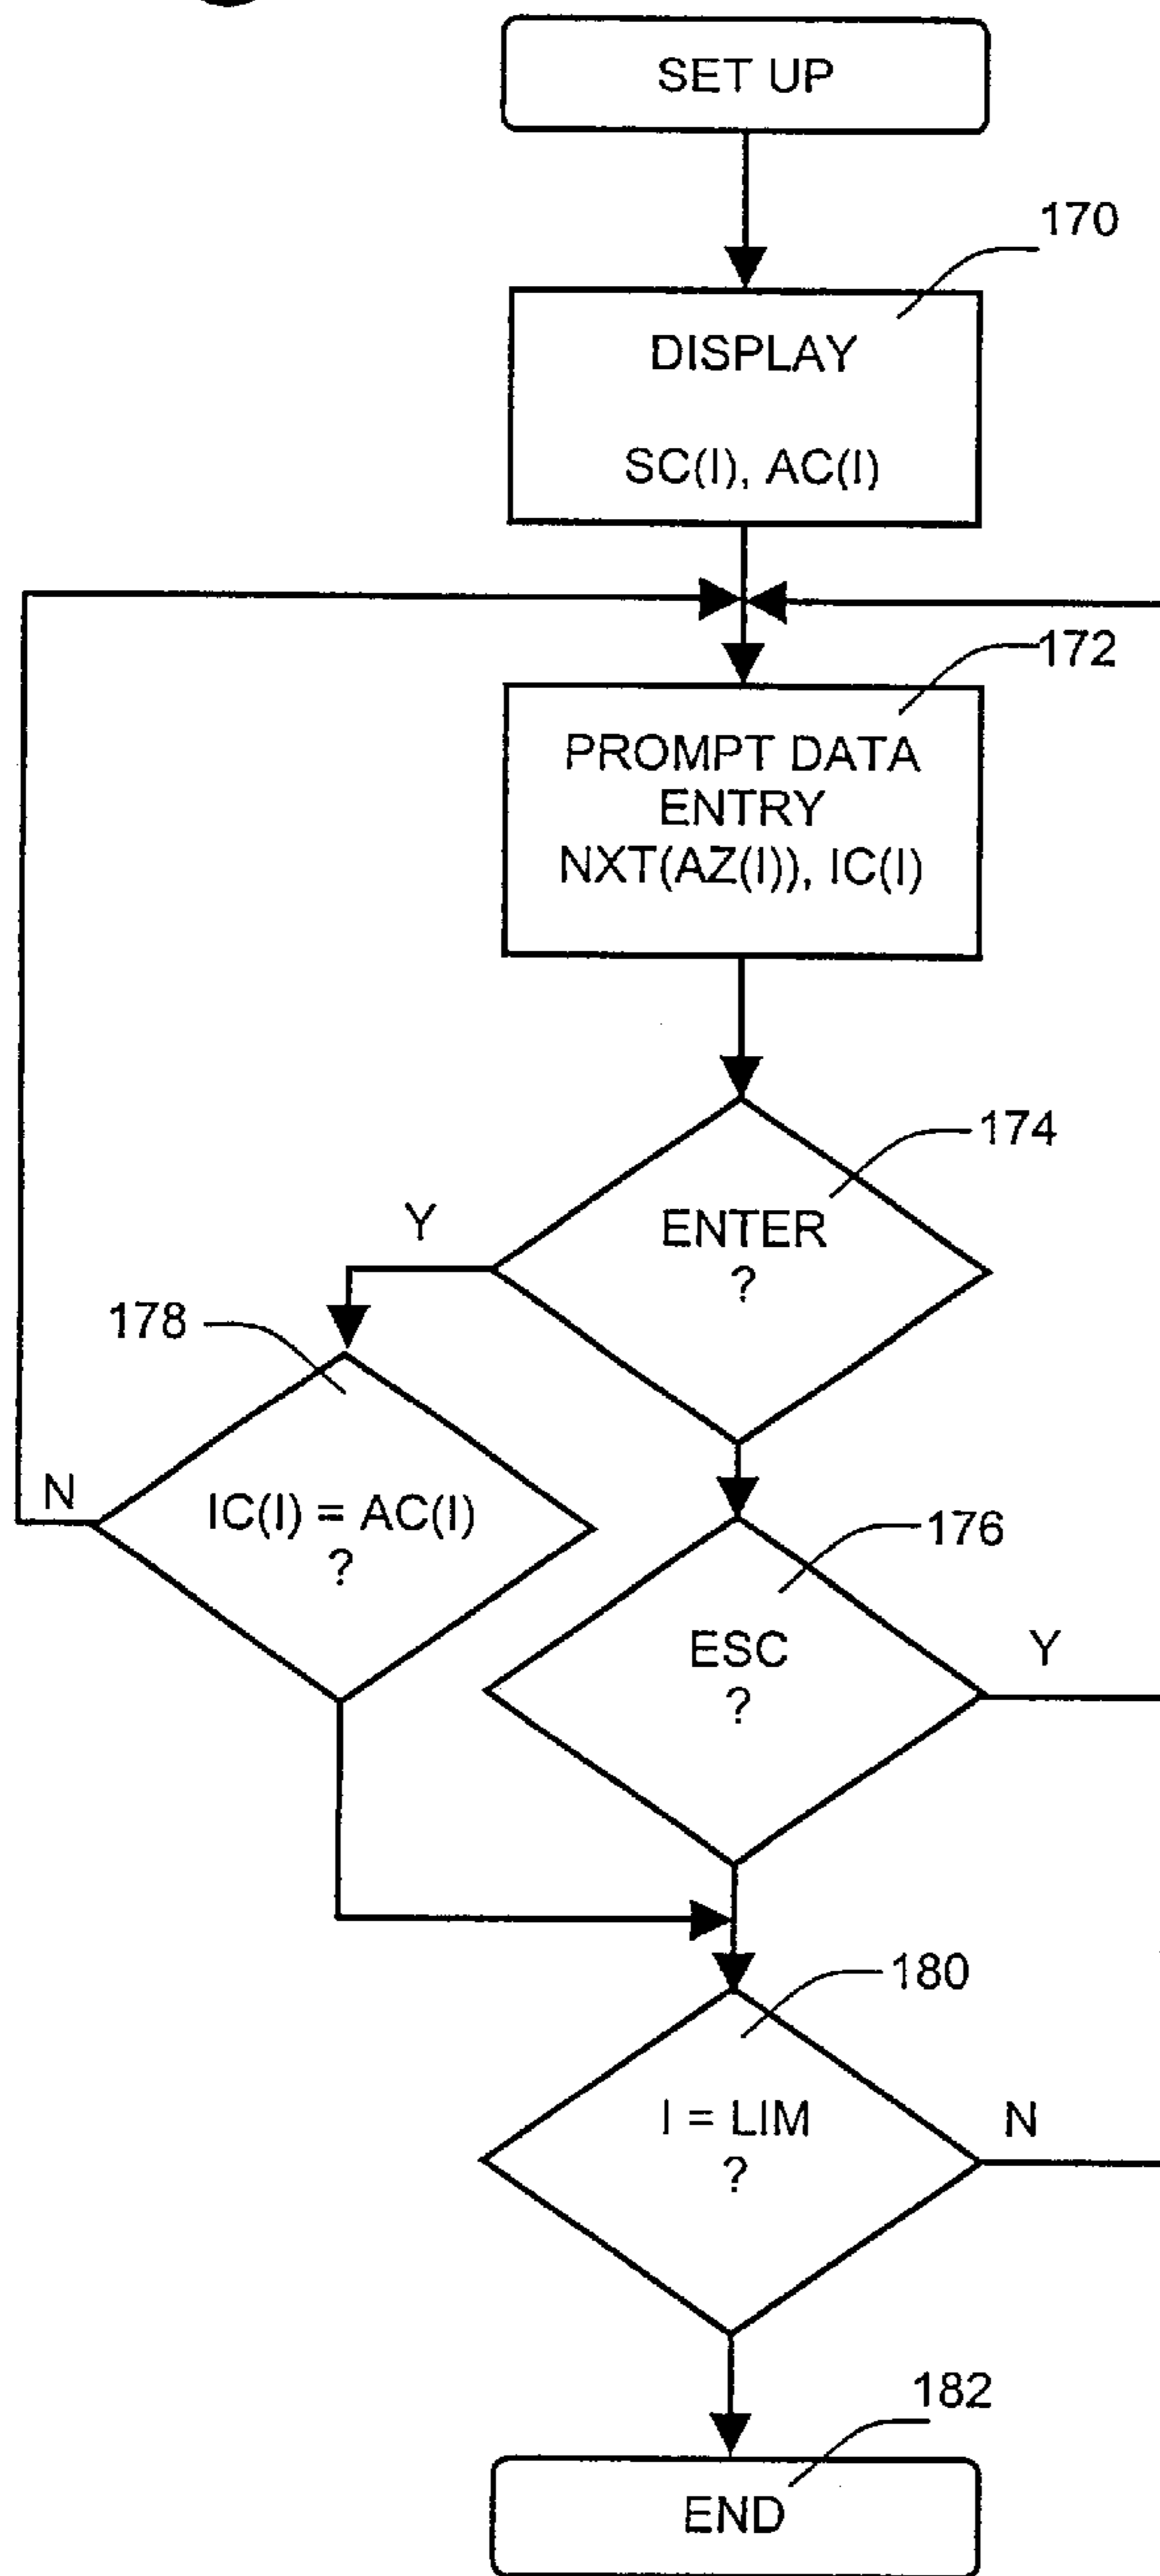 SET UP
170
DISPLAY
SC(I), AC(I)
172
PROMPT DATA
ENTRY
NXT(AZ(I)), IC(I)
174
Y
ENTER
?
178
N
IC(I) = AC(I)
?
176
ESC
?
Y
180
I = LIM
?
N
182
END